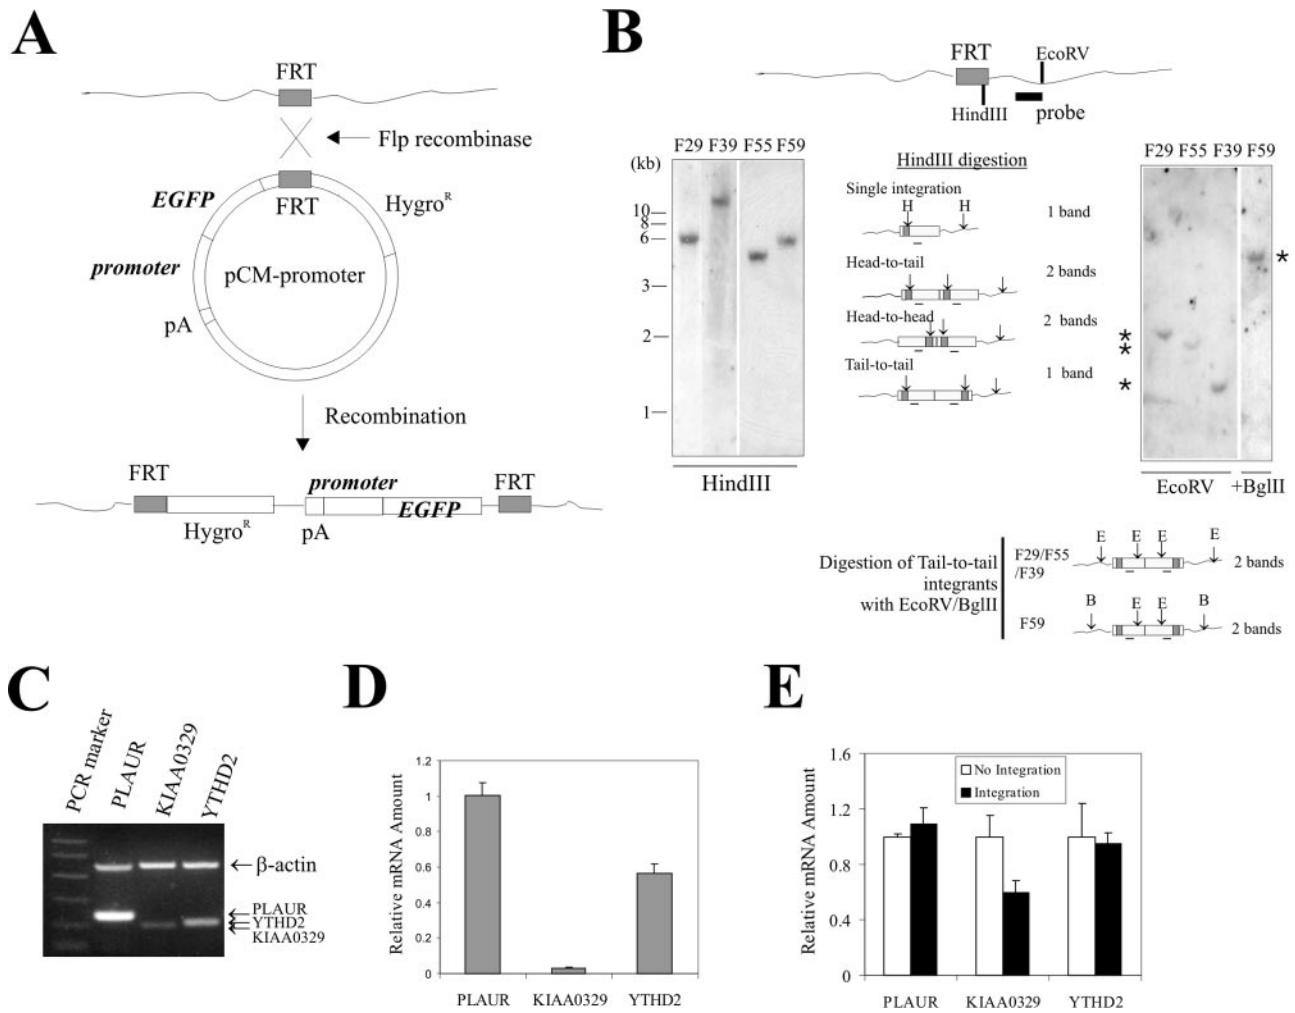 A
FRT
Flp recombinase
EGFP
FRT
Hygro^R
promoter
pCM-promoter
pA
Recombination
FRT
promoter
FRT
EGFP
Hygro^R
pA
B
FRT
EcoRV
HindIII
probe
F29 F39 F55 F59
(kb)
10
8
6
3
2
1
HindIII
HindIII digestion
Single integration
H H
1 band
Head-to-tail
2 bands
Head-to-head
2 bands
Tail-to-tail
1 band
F29 F55 F39 F59
*
*
*
*
EcoRV
+BglII
Digestion of Tail-to-tail
integrants
with EcoRV/BglII
F29/F55
/F39
E E E E
2 bands
F59
B E E B
2 bands
C
PCR marker
PLAUR
KIAA0329
YTHD2
β-actin
PLAUR
YTHD2
KIAA0329
D
Relative mRNA Amount
1.2
1
0.8
0.6
0.4
0.2
0
PLAUR KIAA0329 YTHD2
E
Relative mRNA Amount
1.6
1.2
0.8
0.4
0
No Integration
Integration
PLAUR KIAA0329 YTHD2